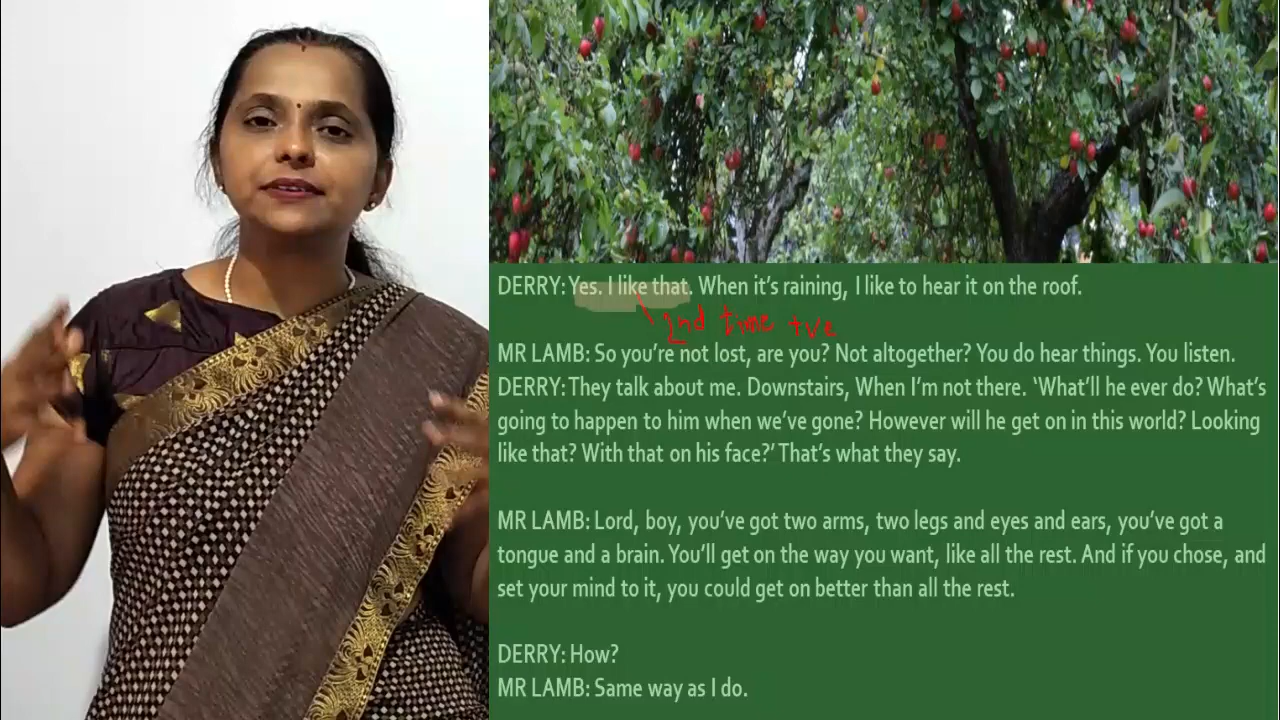 DERRY: Yes. I like that. When it's raining, I like to hear it on the roof.
2nd time +ve
MR LAMB: So you're not lost, are you? Not altogether? You do hear things. You listen.
DERRY: They talk about me. Downstairs, When I'm not there. ‘What'll he ever do? What's
going to happen to him when we've gone? However will he get on in this world? Looking
like that? With that on his face?’ That's what they say.
MR LAMB: Lord, boy, you've got two arms, two legs and eyes and ears, you've got a
tongue and a brain. You'll get on the way you want, like all the rest. And if you chose, and
set your mind to it, you could get on better than all the rest.
DERRY: How?
MR LAMB: Same way as I do.